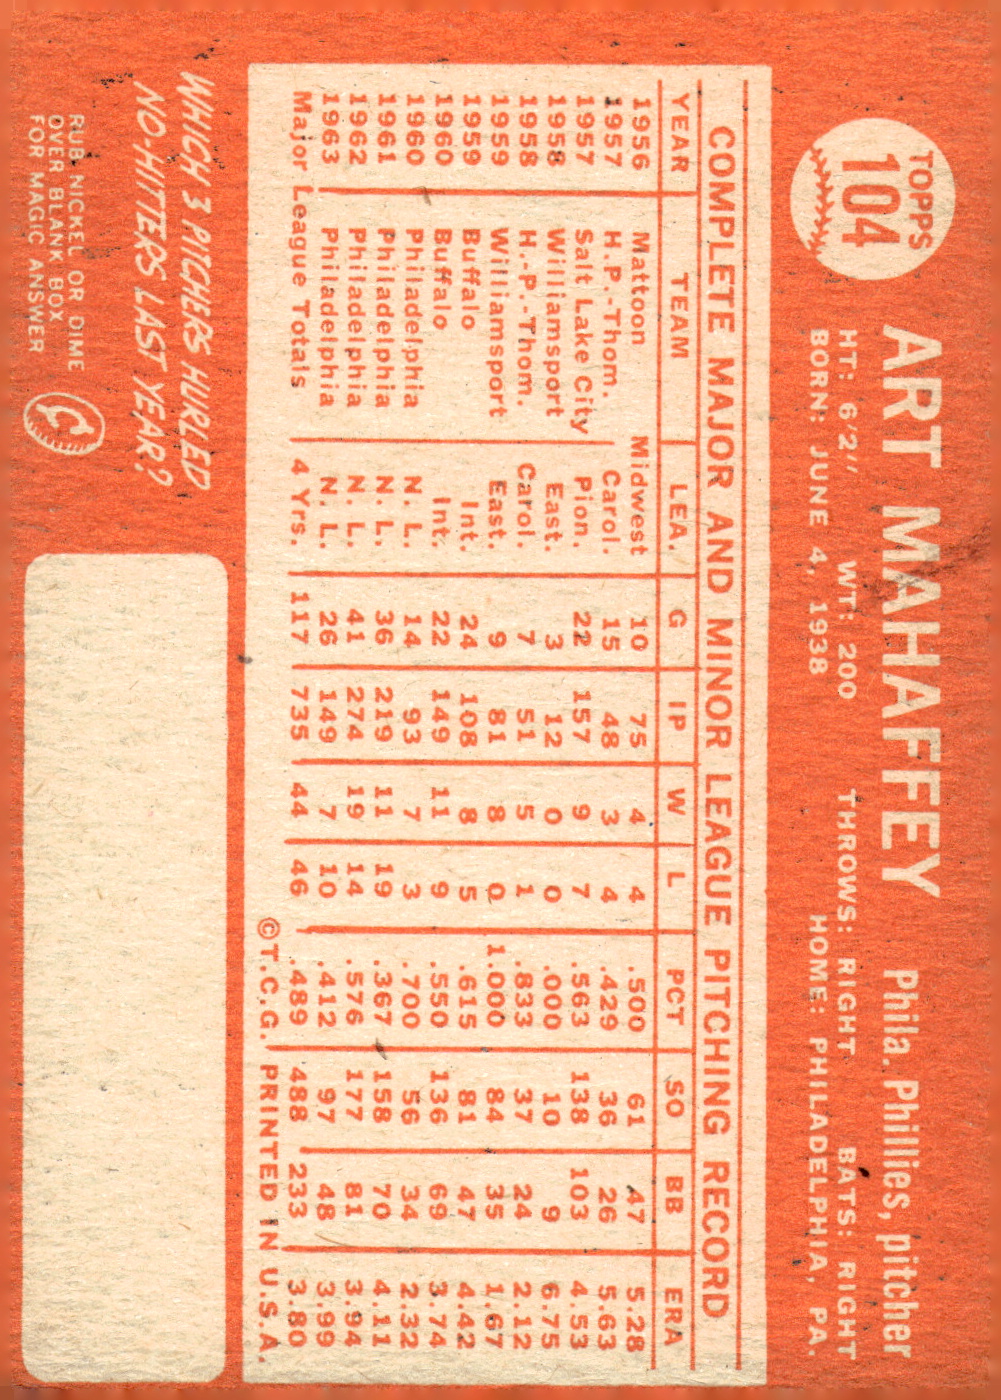 TOPPS
104
ART MAHAFFEY Phila. Phillies, pitcher
HT: 6'2" WT: 200 THROWS: RIGHT BATS: RIGHT
BORN: JUNE 4, 1938 HOME: PHILADELPHIA, PA.
COMPLETE MAJOR AND MINOR LEAGUE PITCHING RECORD
YEAR TEAM LEA. G IP W L PCT SO BB ERA
1956 Mattoon Midwest 10 75 4 4 .500 61 47 5.28
1957 H.P.-Thom. Carol. 15 48 3 4 .429 36 26 5.63
1957 Salt Lake City Pion. 22 157 9 7 .563 138 103 4.53
1958 Williamsport East. 3 12 0 0 .000 10 9 6.75
1958 H.-P.-Thom. Carol. 7 51 5 1 .833 37 24 2.12
1959 Williamsport East. 9 81 8 0 1.000 84 35 1.67
1959 Buffalo Int. 24 108 8 5 .615 81 47 4.42
1960 Buffalo Int. 22 149 11 9 .550 136 69 3.74
1960 Philadelphia N. L. 14 93 7 3 .700 56 34 2.32
1961 Philadelphia N. L. 36 219 11 19 .367 158 70 4.11
1962 Philadelphia N. L. 41 274 19 14 .576 177 81 3.94
1963 Philadelphia N. L. 26 149 7 10 .412 97 48 3.99
Major League Totals 4 Yrs. 117 735 44 46 .489 488 233 3.80
©T.C.G. PRINTED IN U.S.A.
WHICH 3 PITCHERS HURLED
NO-HITTERS LAST YEAR?
RUB NICKEL OR DIME
OVER BLANK BOX
FOR MAGIC ANSWER